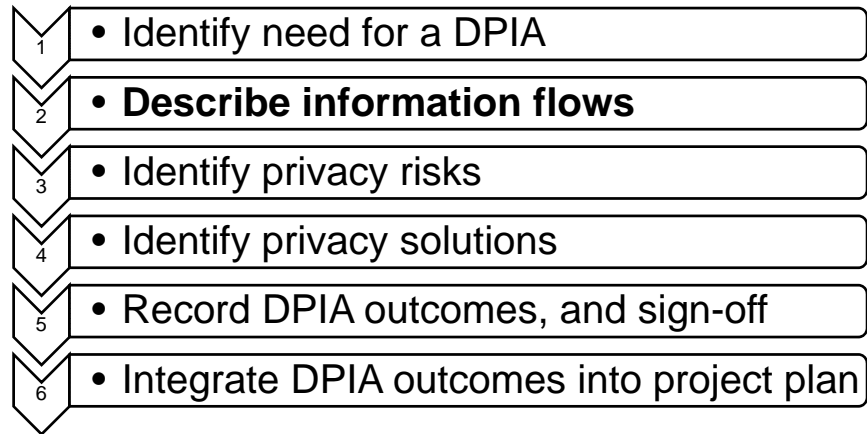 1 • Identify need for a DPIA
2 • Describe information flows
3 • Identify privacy risks
4 • Identify privacy solutions
5 • Record DPIA outcomes, and sign-off
6 • Integrate DPIA outcomes into project plan